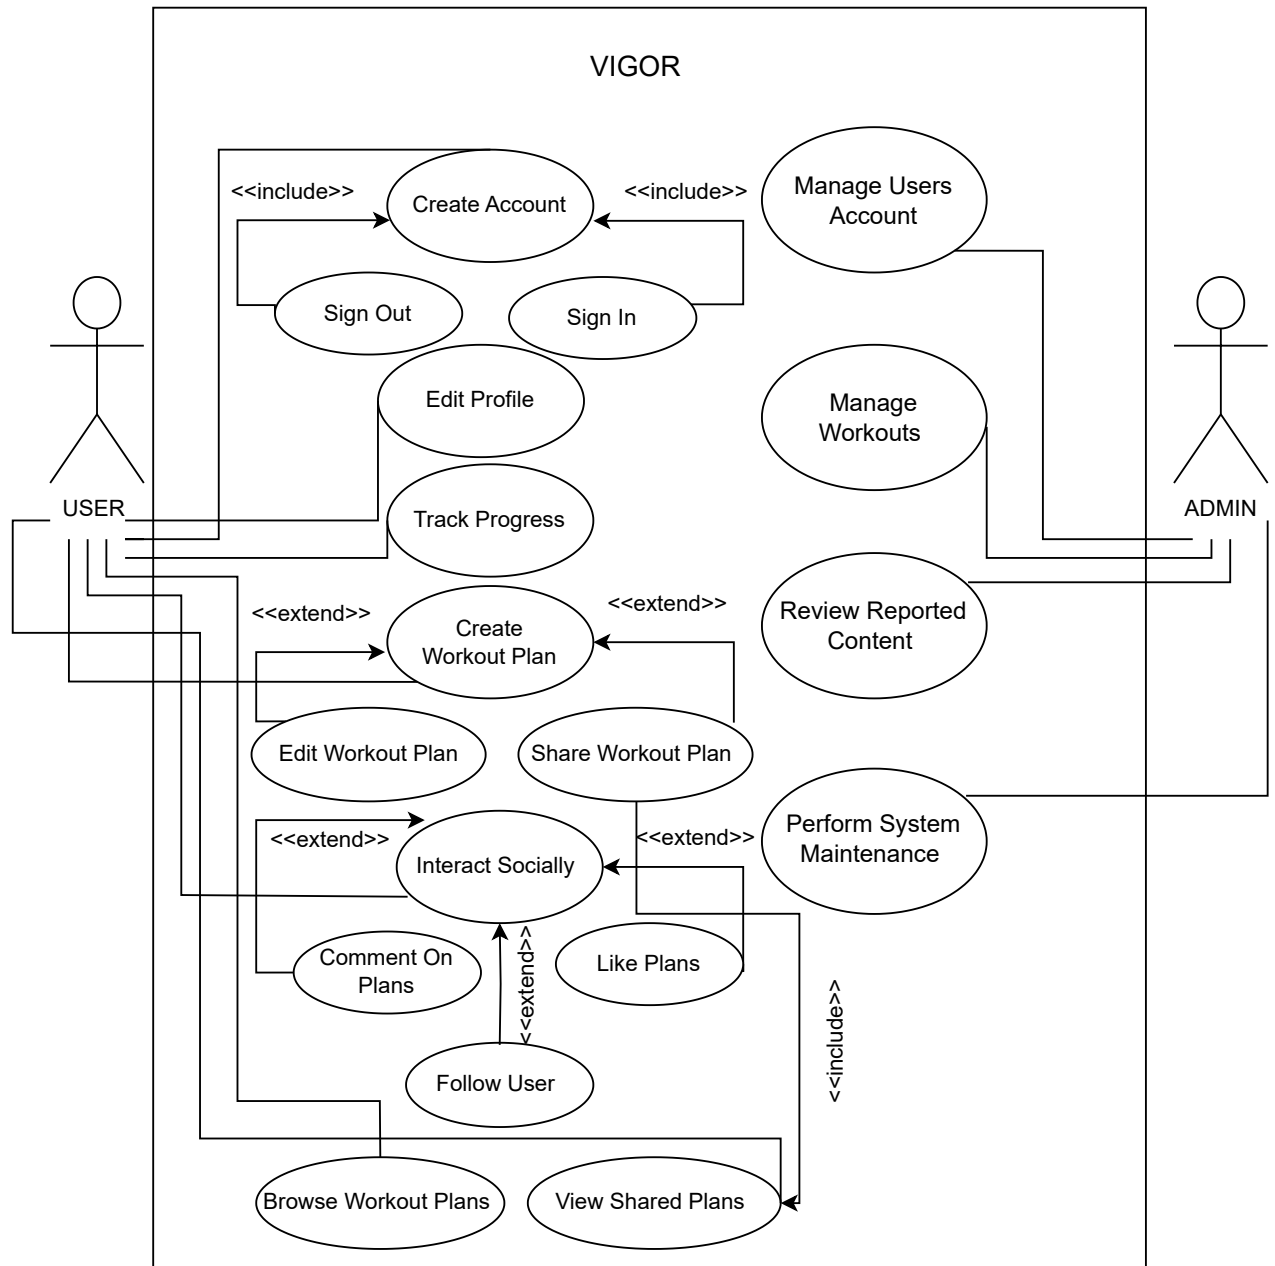 VIGOR
<<include>>
Create Account
<<include>>
Manage Users
Account
Sign Out
Sign In
Edit Profile
Manage
Workouts
USER
Track Progress
ADMIN
<<extend>>
<<extend>>
Create
Workout Plan
Review Reported
Content
Edit Workout Plan
Share Workout Plan
<<extend>>
<<extend>>
Interact Socially
Perform System
Maintenance
Comment On
Plans
<<extend>>
Like Plans
<<include>>
Follow User
Browse Workout Plans
View Shared Plans